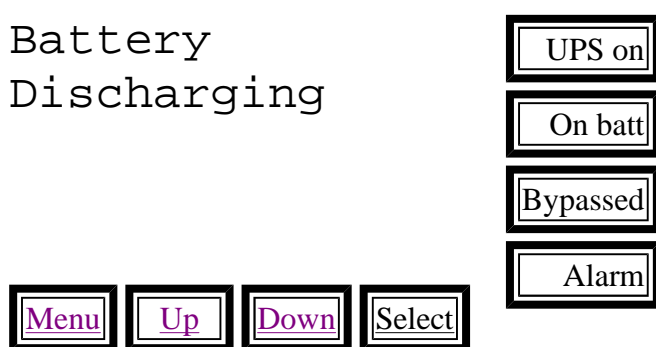 Battery
Discharging
UPS on
On batt
Bypassed
Alarm
Menu
Up
Down
Select